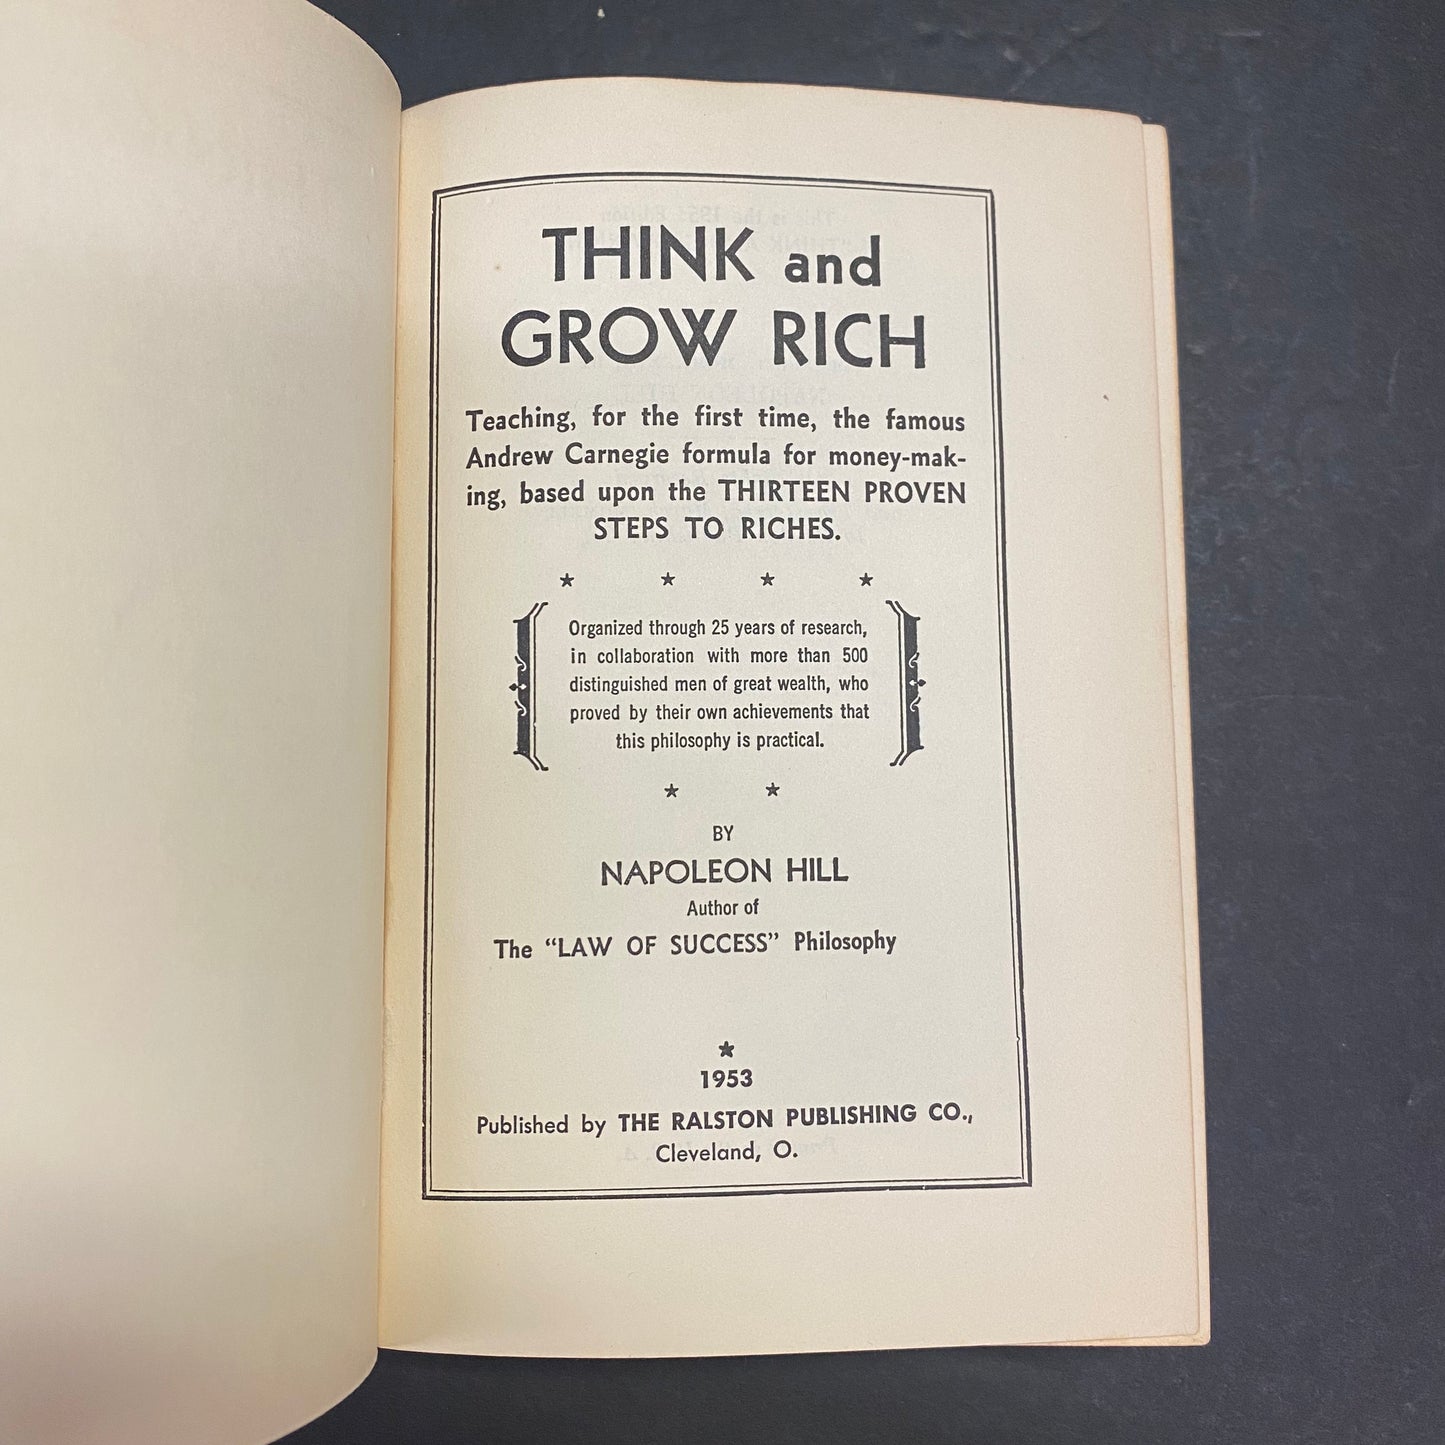 THINK and
GROW RICH
Teaching, for the first time, the famous
Andrew Carnegie formula for money-mak-
ing, based upon the THIRTEEN PROVEN
STEPS TO RICHES.
Organized through 25 years of research,
in collaboration with more than 500
distinguished men of great wealth, who
proved by their own achievements that
this philosophy is practical.
BY
NAPOLEON HILL
Author of
The "LAW OF SUCCESS" Philosophy
1953
Published by THE RALSTON PUBLISHING CO.,
Cleveland, O.